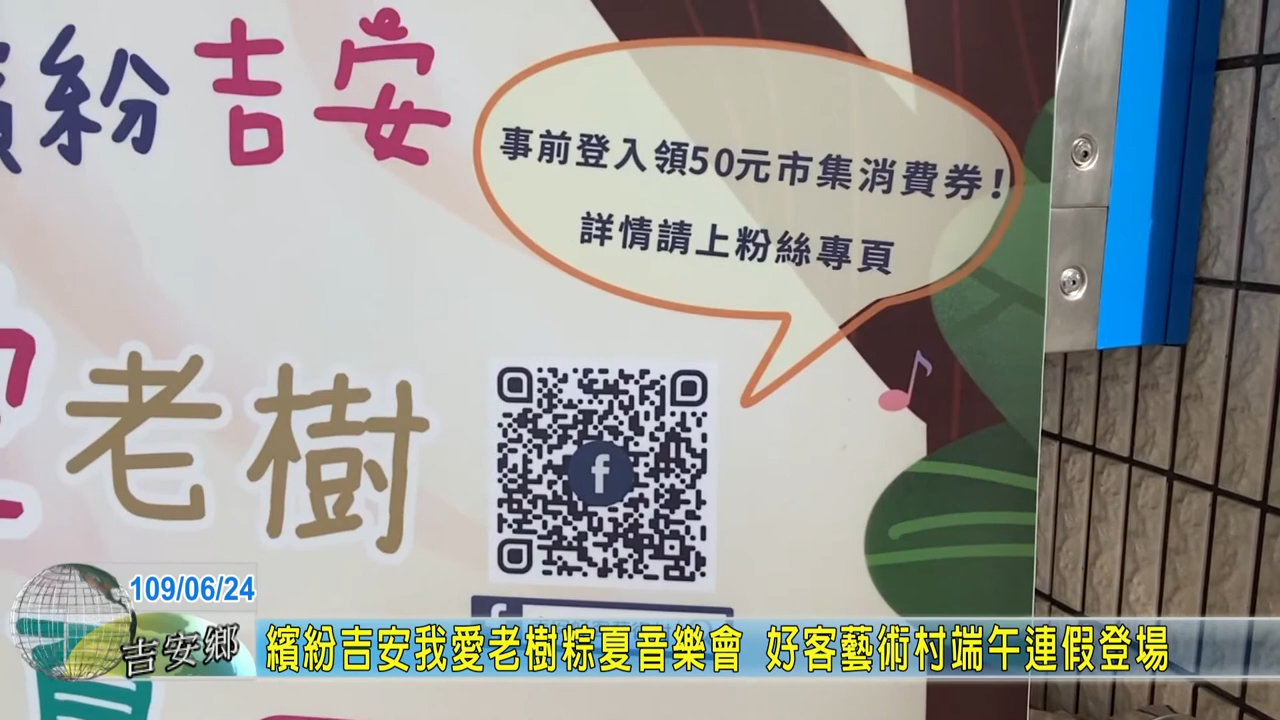 繽紛吉安
事前登入領50元市集消費券!
詳情請上粉絲專頁
老樹
f
109/06/24
吉安鄉
繽紛吉安我愛老樹粽夏音樂會 好客藝術村端午連假登場